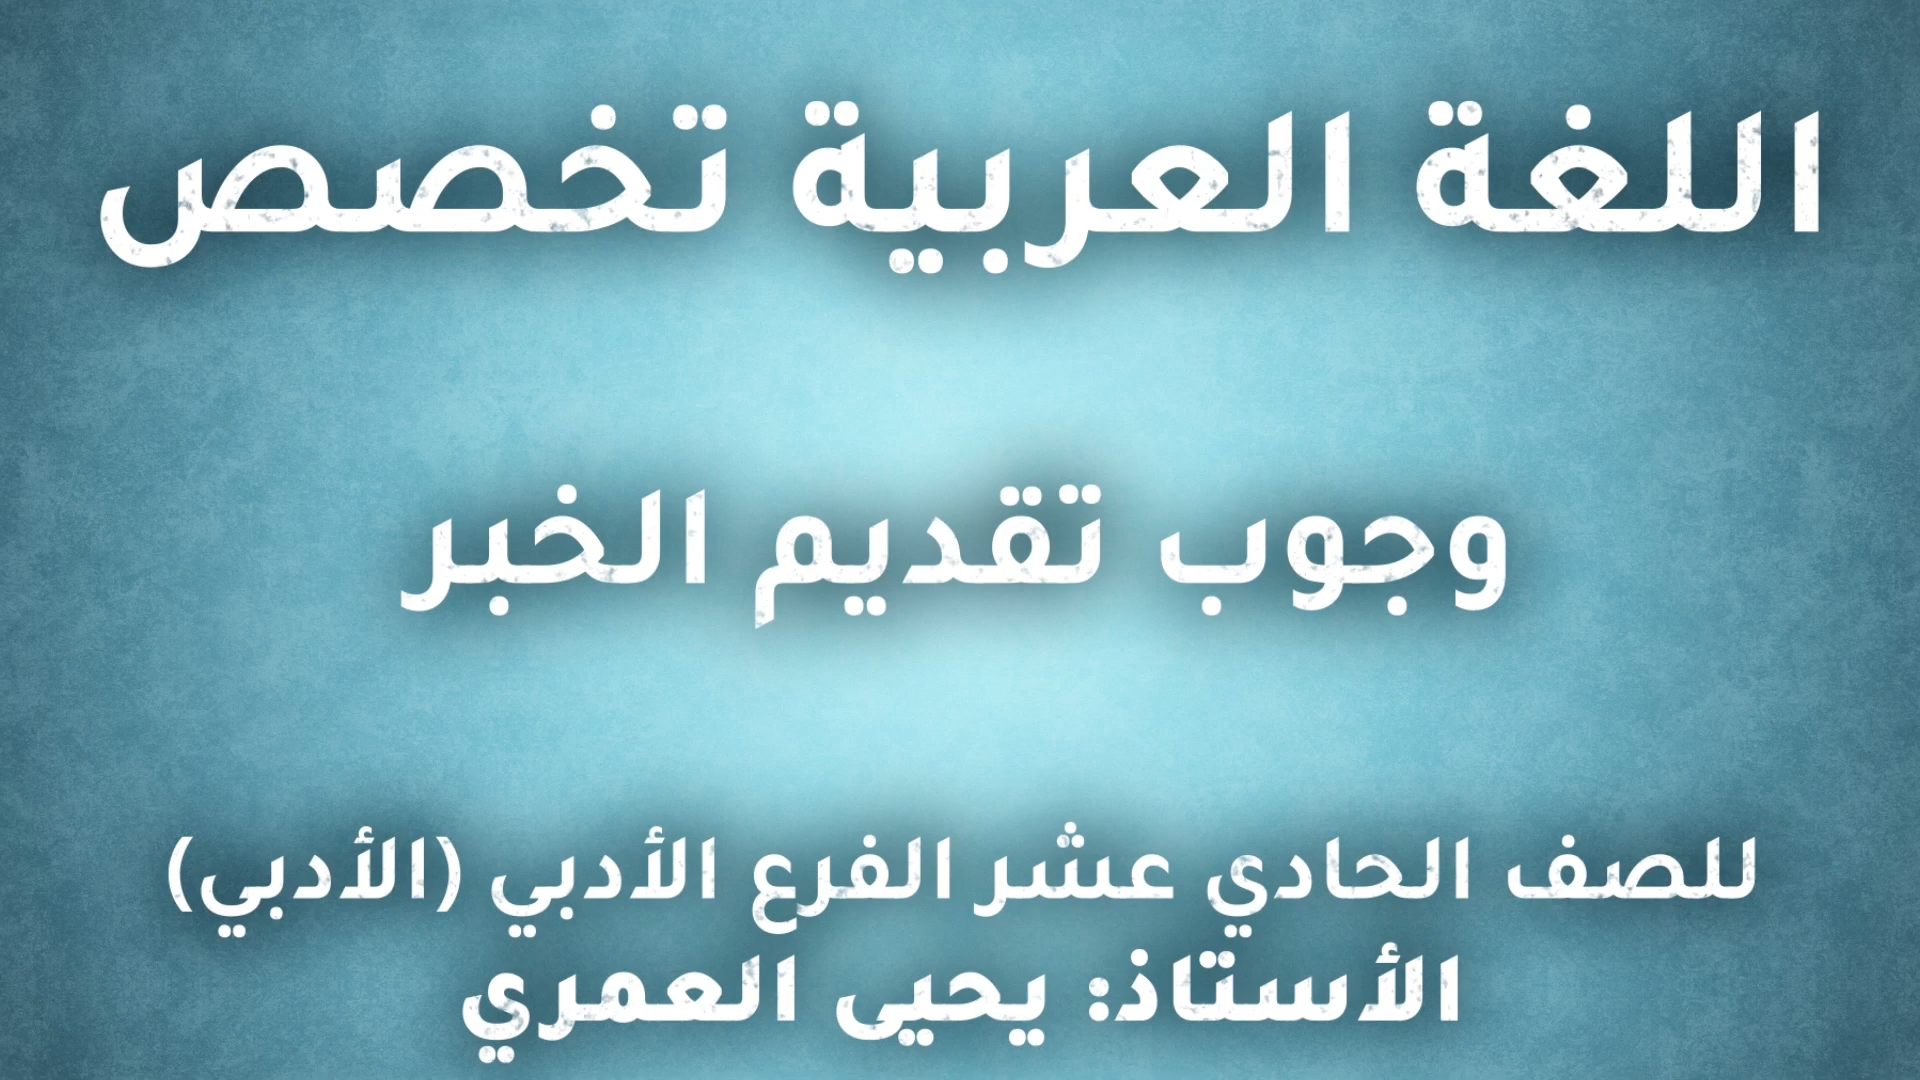 اللغة العربية تخصص
وجوب تقديم الخبر
للصف الحادي عشر الفرع الأدبي (الأدبي)
الأستاذ: يحيى العمري